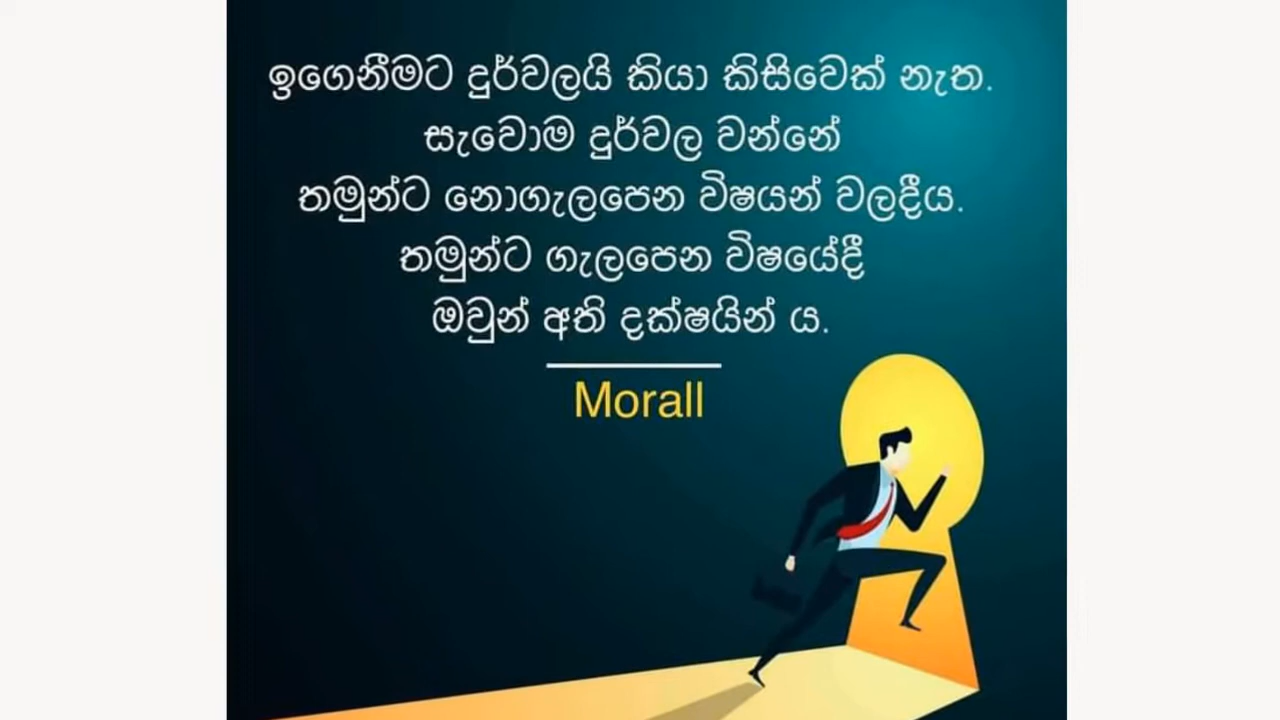 ඉගෙනීමට දුර්වලයි කියා කිසිවෙක් නැත.
සැවොම දුර්වල වන්නේ
තමුන්ට නොගැලපෙන විෂයන් වලදීය.
තමුන්ට ගැලපෙන විෂයේදී
ඔවුන් අති දක්ෂයින් ය.
Morall